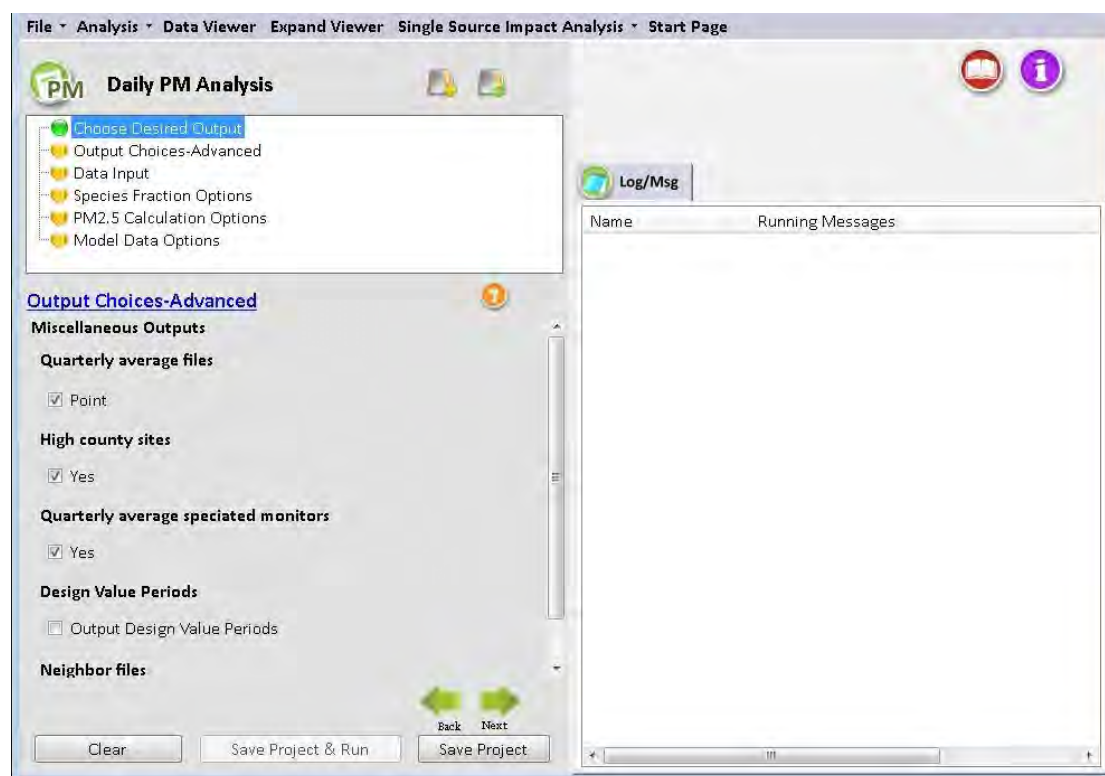 File Analysis Data Viewer Expand Viewer Single Source Impact Analysis Start Page
PM Daily PM Analysis
Choose Desired Output
Output Choices-Advanced
Data Input
Species Fraction Options
PM2.5 Calculation Options
Model Data Options
Output Choices-Advanced
Miscellaneous Outputs
Quarterly average files
Point
High county sites
Yes
Quarterly average speciated monitors
Yes
Design Value Periods
Output Design Value Periods
Neighbor files
Back Next
Clear Save Project & Run Save Project
i
Log/Msg
Name Running Messages